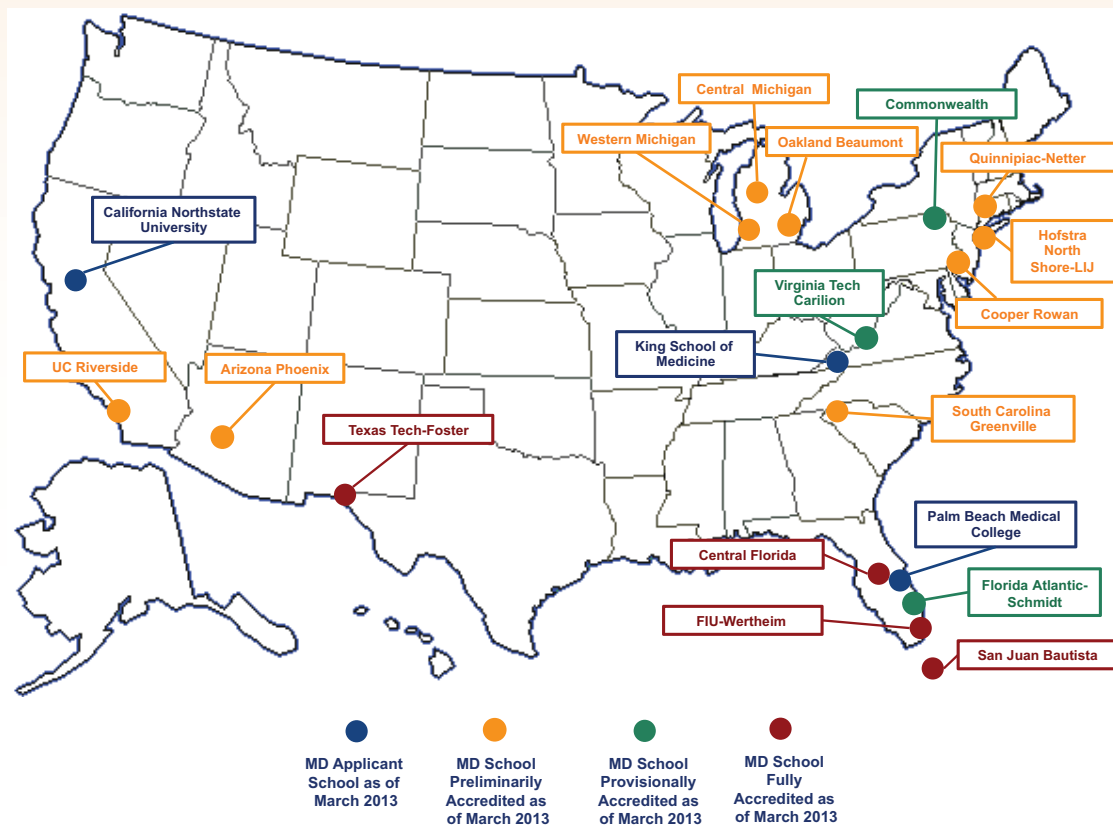 Central  Michigan
Commonwealth
Western Michigan
Oakland Beaumont
Quinnipiac-Netter
California Northstate
University
Hofstra
North
Shore-LIJ
Virginia Tech
Carilion
Cooper Rowan
King School of
Medicine
UC Riverside
Arizona Phoenix
South Carolina
Greenville
Texas Tech-Foster
Palm Beach Medical
College
Central Florida
Florida Atlantic-
Schmidt
FIU-Wertheim
San Juan Bautista
MD Applicant
School as of
March 2013
MD School
Preliminarily
Accredited as
of March 2013
MD School
Provisionally
Accredited as
of March 2013
MD School
Fully
Accredited as
of March 2013